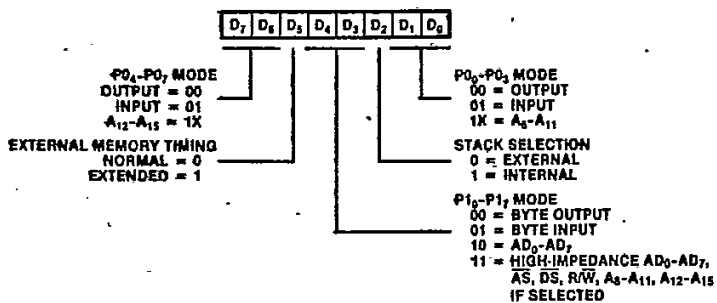 D7 D6 D5 D4 D3 D2 D1 D0
P04-P07 MODE
OUTPUT = 00
INPUT = 01
A12-A15 = 1X
EXTERNAL MEMORY TIMING
NORMAL = 0
EXTENDED = 1
P00-P03 MODE
00 = OUTPUT
01 = INPUT
1X = A8-A11
STACK SELECTION
0 = EXTERNAL
1 = INTERNAL
P10-P17 MODE
00 = BYTE OUTPUT
01 = BYTE INPUT
10 = AD0-AD7
11 = HIGH-IMPEDANCE AD0-AD7,
A̅S̅, D̅S̅, R/W̅, A8-A11, A12-A15
IF SELECTED